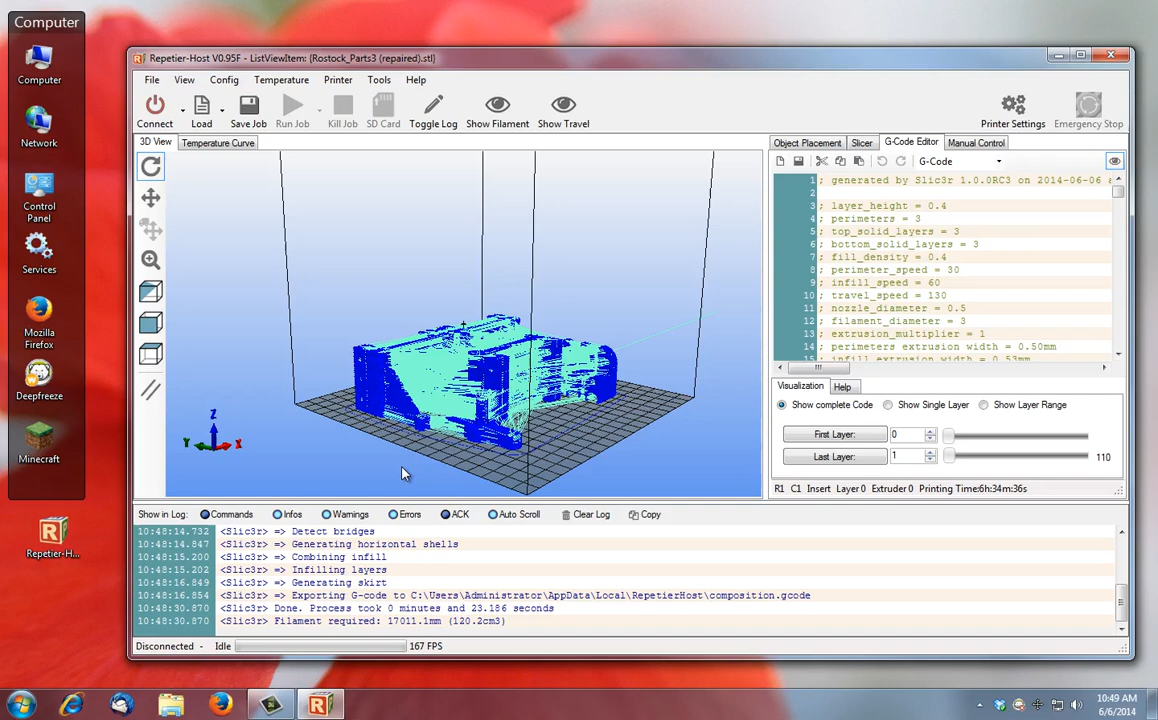 Computer
Computer
Network
Control
Panel
Services
Mozilla
Firefox
Deepfreeze
Minecraft
Repetier-H...
Repetier-Host V0.95F - ListViewItem: {Rostock_Parts3 (repaired).stl}
File View Config Temperature Printer Tools Help
Connect Load Save Job Run Job Kill Job SD Card Toggle Log Show Filament Show Travel Printer Settings Emergency Stop
3D View Temperature Curve
Z
Y X
Object Placement Slicer G-Code Editor Manual Control
G-Code
1 ; generated by Slic3r 1.0.0RC3 on 2014-06-06 a
2
3 ; layer_height = 0.4
4 ; perimeters = 3
5 ; top_solid_layers = 3
6 ; bottom_solid_layers = 3
7 ; fill_density = 0.4
8 ; perimeter_speed = 30
9 ; infill_speed = 60
10 ; travel_speed = 130
11 ; nozzle_diameter = 0.5
12 ; filament_diameter = 3
13 ; extrusion_multiplier = 1
14 ; perimeters extrusion width = 0.50mm
15 ; infill extrusion width = 0.53mm
Visualization Help
Show complete Code Show Single Layer Show Layer Range
First Layer: 0
Last Layer: 1 110
R1 C1 Insert Layer 0 Extruder 0 Printing Time:6h:34m:36s
Show in Log: Commands Infos Warnings Errors ACK Auto Scroll Clear Log Copy
10:48:14.732 <Slic3r> => Detect bridges
10:48:14.847 <Slic3r> => Generating horizontal shells
10:48:15.200 <Slic3r> => Combining infill
10:48:15.202 <Slic3r> => Infilling layers
10:48:16.849 <Slic3r> => Generating skirt
10:48:16.854 <Slic3r> => Exporting G-code to C:\Users\Administrator\AppData\Local\RepetierHost\composition.gcode
10:48:30.870 <Slic3r> Done. Process took 0 minutes and 23.186 seconds
10:48:30.870 <Slic3r> Filament required: 17011.1mm (120.2cm3)
Disconnected - Idle 167 FPS
10:49 AM
6/6/2014